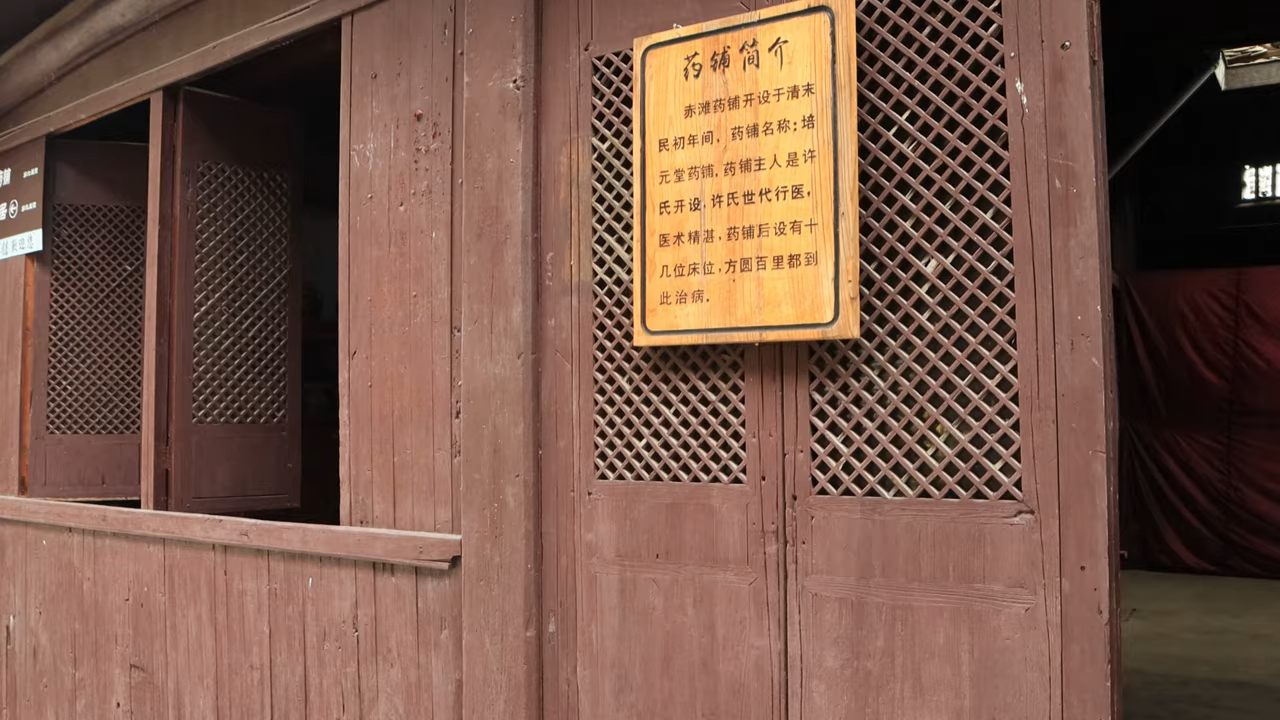 药铺简介
赤滩药铺开设于清末
民初年间，药铺名称：培
元堂药铺，药铺主人是许
氏开设，许氏世代行医，
医术精湛，药铺后设有十
几位床位，方圆百里都到
此治病。